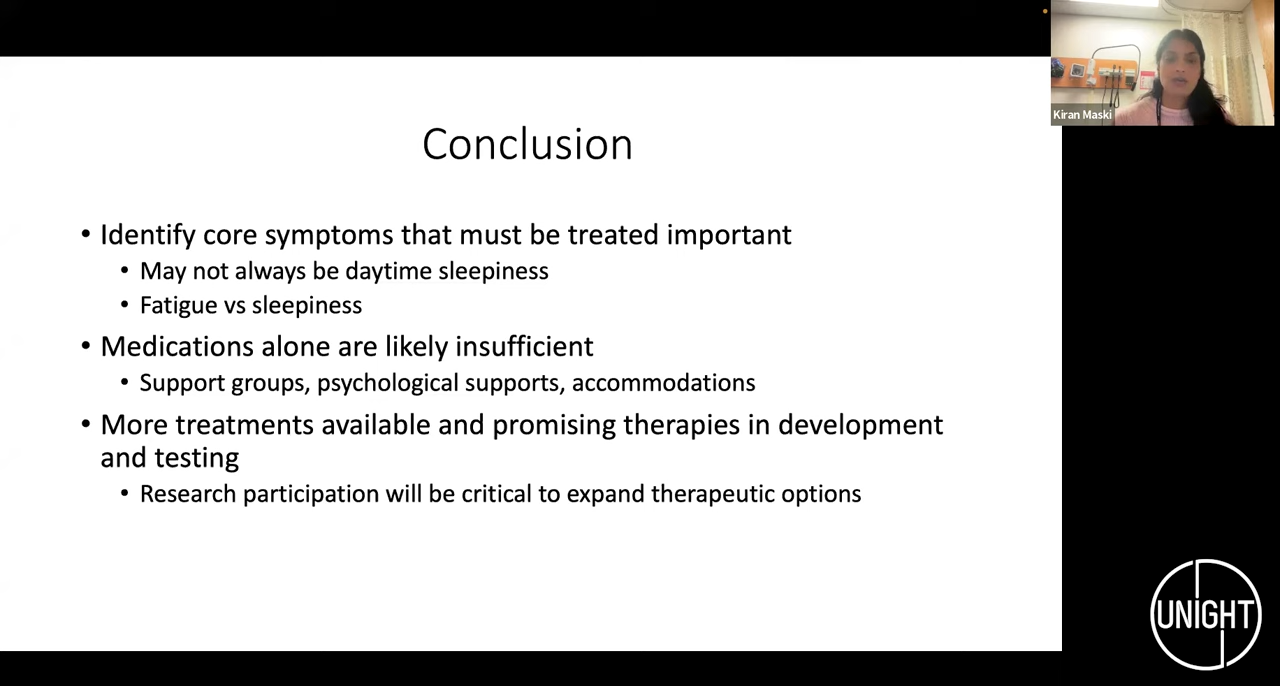 Kiran Maski
Conclusion
• Identify core symptoms that must be treated important
• May not always be daytime sleepiness
• Fatigue vs sleepiness
• Medications alone are likely insufficient
• Support groups, psychological supports, accommodations
• More treatments available and promising therapies in development
and testing
• Research participation will be critical to expand therapeutic options
UNIGHT